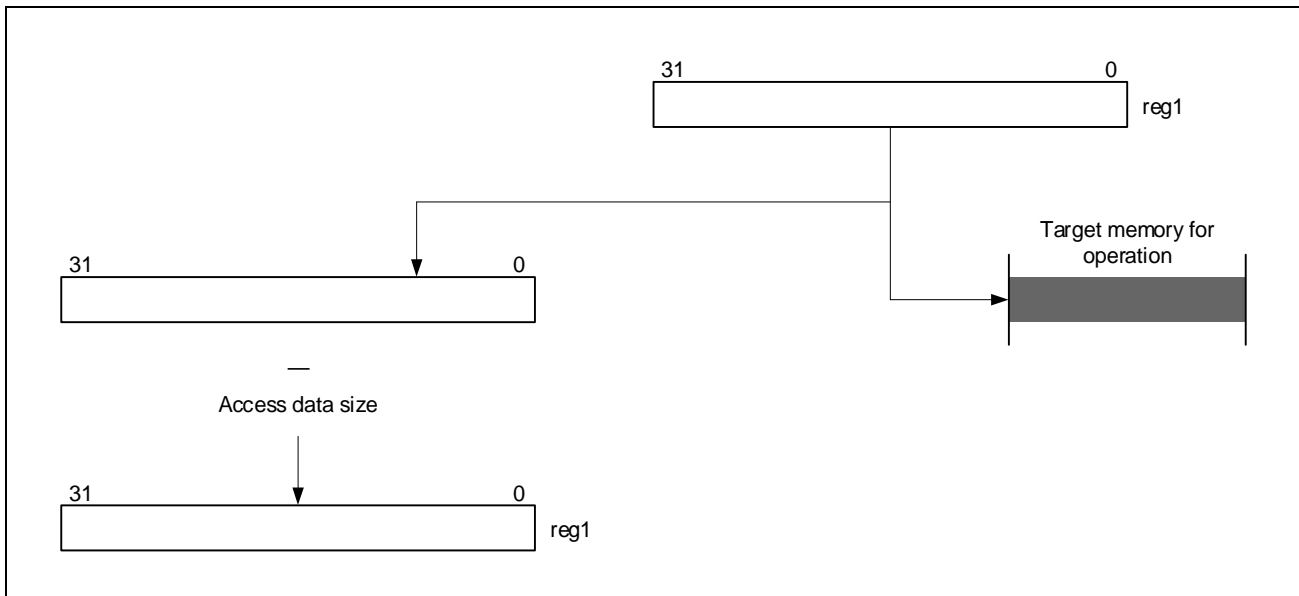 31 0
reg1
Target memory for
operation
31 0
—
Access data size
31 0
reg1